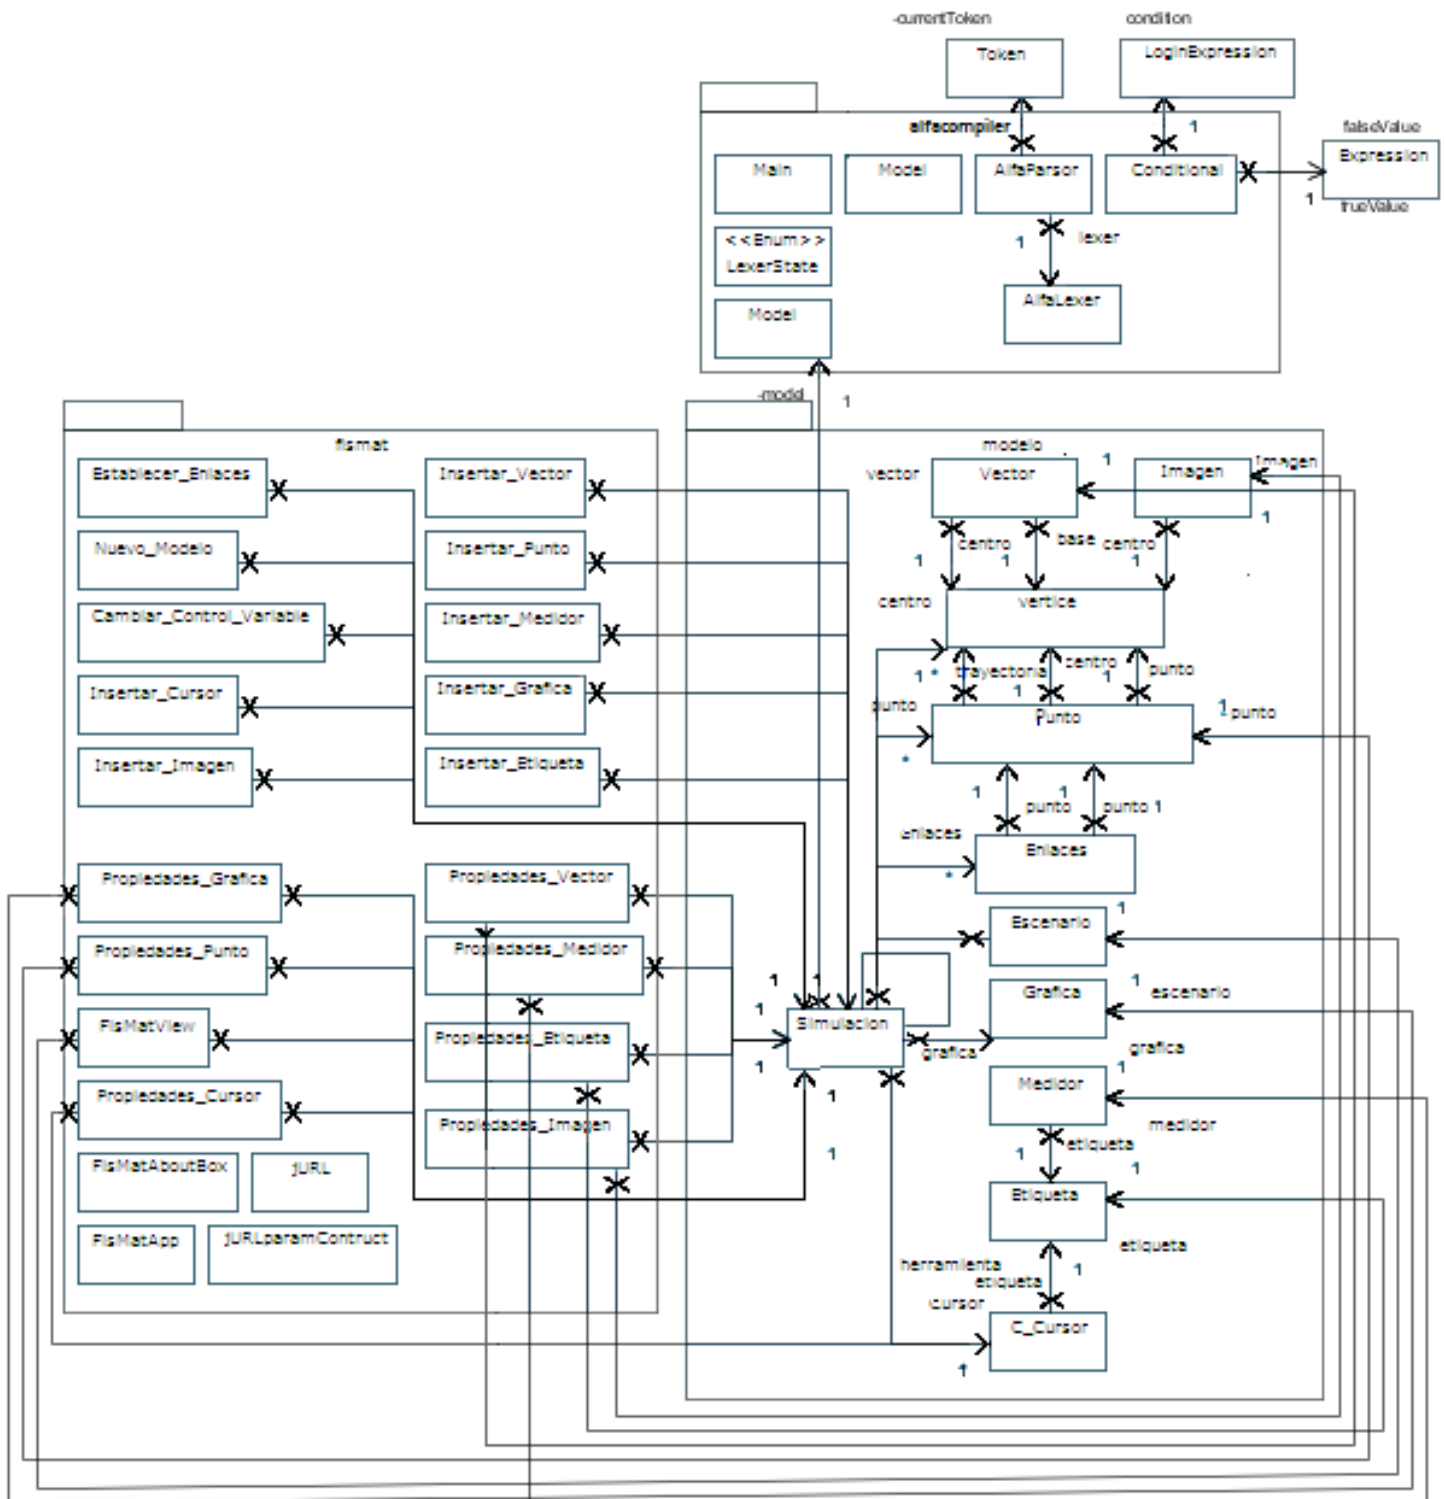 -currentToken
condition
Token
LoginExpression
alfacompiler
1
falseValue
Main
Model
AlfaParsor
Conditional
Expression
1
trueValue
<<Enum>>
LexerState
1
lexer
Model
AlfaLexer
-model
1
fismat
Establecer_Enlaces
Insertar_Vector
Nuevo_Modelo
Insertar_Punto
Cambiar_Control_Variable
Insertar_Medidor
Insertar_Cursor
Insertar_Grafica
Insertar_Imagen
Insertar_Etiqueta
Propiedades_Grafica
Propiedades_Vector
Propiedades_Punto
Propiedades_Medidor
FisMatView
Propiedades_Etiqueta
Propiedades_Cursor
Propiedades_Imagen
FisMatAboutBox
jURL
FisMatApp
jURLparamContruct
modelo
vector
Vector
1
Imagen
Imagen
1
centro
base
centro
1
1
1
centro
vertice
1 *
trayectoria
centro
punto
1
1
punto
Punto
1
punto
*
1
1
punto
punto 1
Enlaces
Enlaces
*
Escenario
1
1
1
1
Grafica
1
escenario
1
Simulacion
grafica
grafica
1
Medidor
1
1
medidor
1
etiqueta
1
1
Etiqueta
etiqueta
herramienta
1
etiqueta
cursor
C_Cursor
*